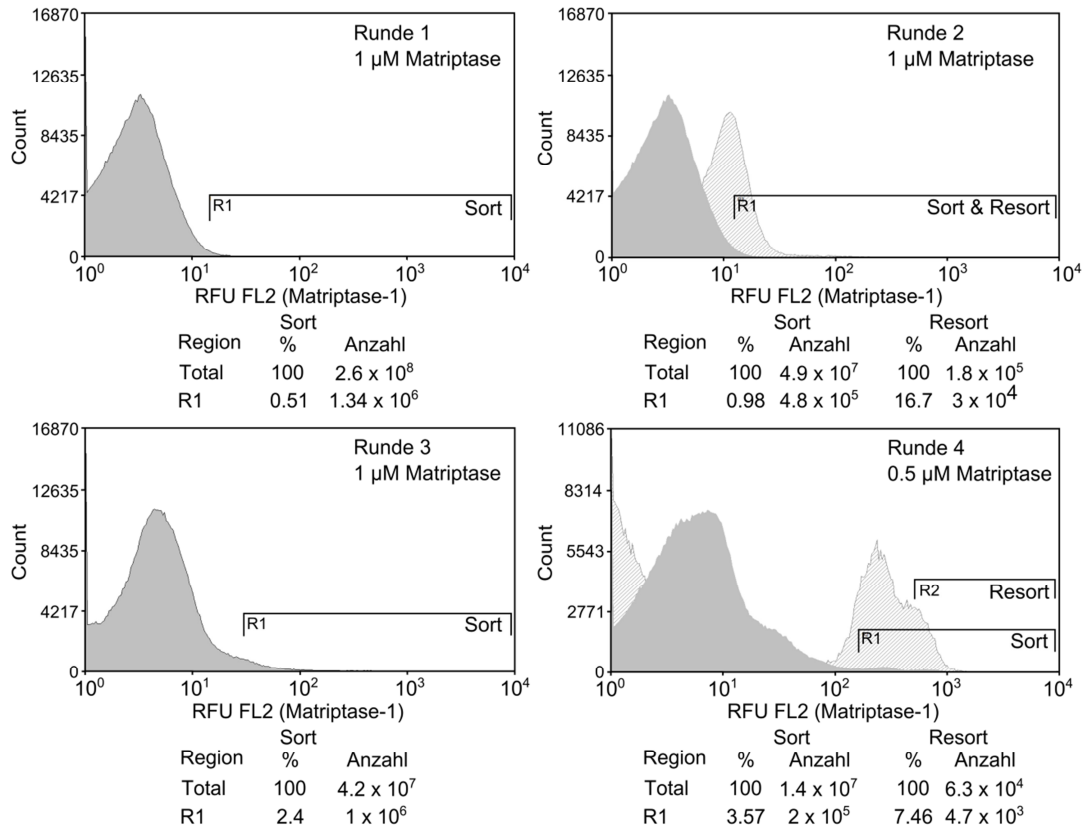 16870
12635
8435
4217
0
Count
Runde 1
1 µM Matriptase
R1
Sort
10⁰ 10¹ 10² 10³ 10⁴
RFU FL2 (Matriptase-1)
Sort
Region % Anzahl
Total 100 2.6 x 10⁸
R1 0.51 1.34 x 10⁶
16870
12635
8435
4217
0
Count
Runde 2
1 µM Matriptase
R1
Sort & Resort
10⁰ 10¹ 10² 10³ 10⁴
RFU FL2 (Matriptase-1)
Sort Resort
Region % Anzahl % Anzahl
Total 100 4.9 x 10⁷ 100 1.8 x 10⁵
R1 0.98 4.8 x 10⁵ 16.7 3 x 10⁴
16870
12635
8435
4217
0
Count
Runde 3
1 µM Matriptase
R1
Sort
10⁰ 10¹ 10² 10³ 10⁴
RFU FL2 (Matriptase-1)
Sort
Region % Anzahl
Total 100 4.2 x 10⁷
R1 2.4 1 x 10⁶
11086
8314
5543
2771
0
Count
Runde 4
0.5 µM Matriptase
R2
Resort
R1
Sort
10⁰ 10¹ 10² 10³ 10⁴
RFU FL2 (Matriptase-1)
Sort Resort
Region % Anzahl % Anzahl
Total 100 1.4 x 10⁷ 100 6.3 x 10⁴
R1 3.57 2 x 10⁵ 7.46 4.7 x 10³